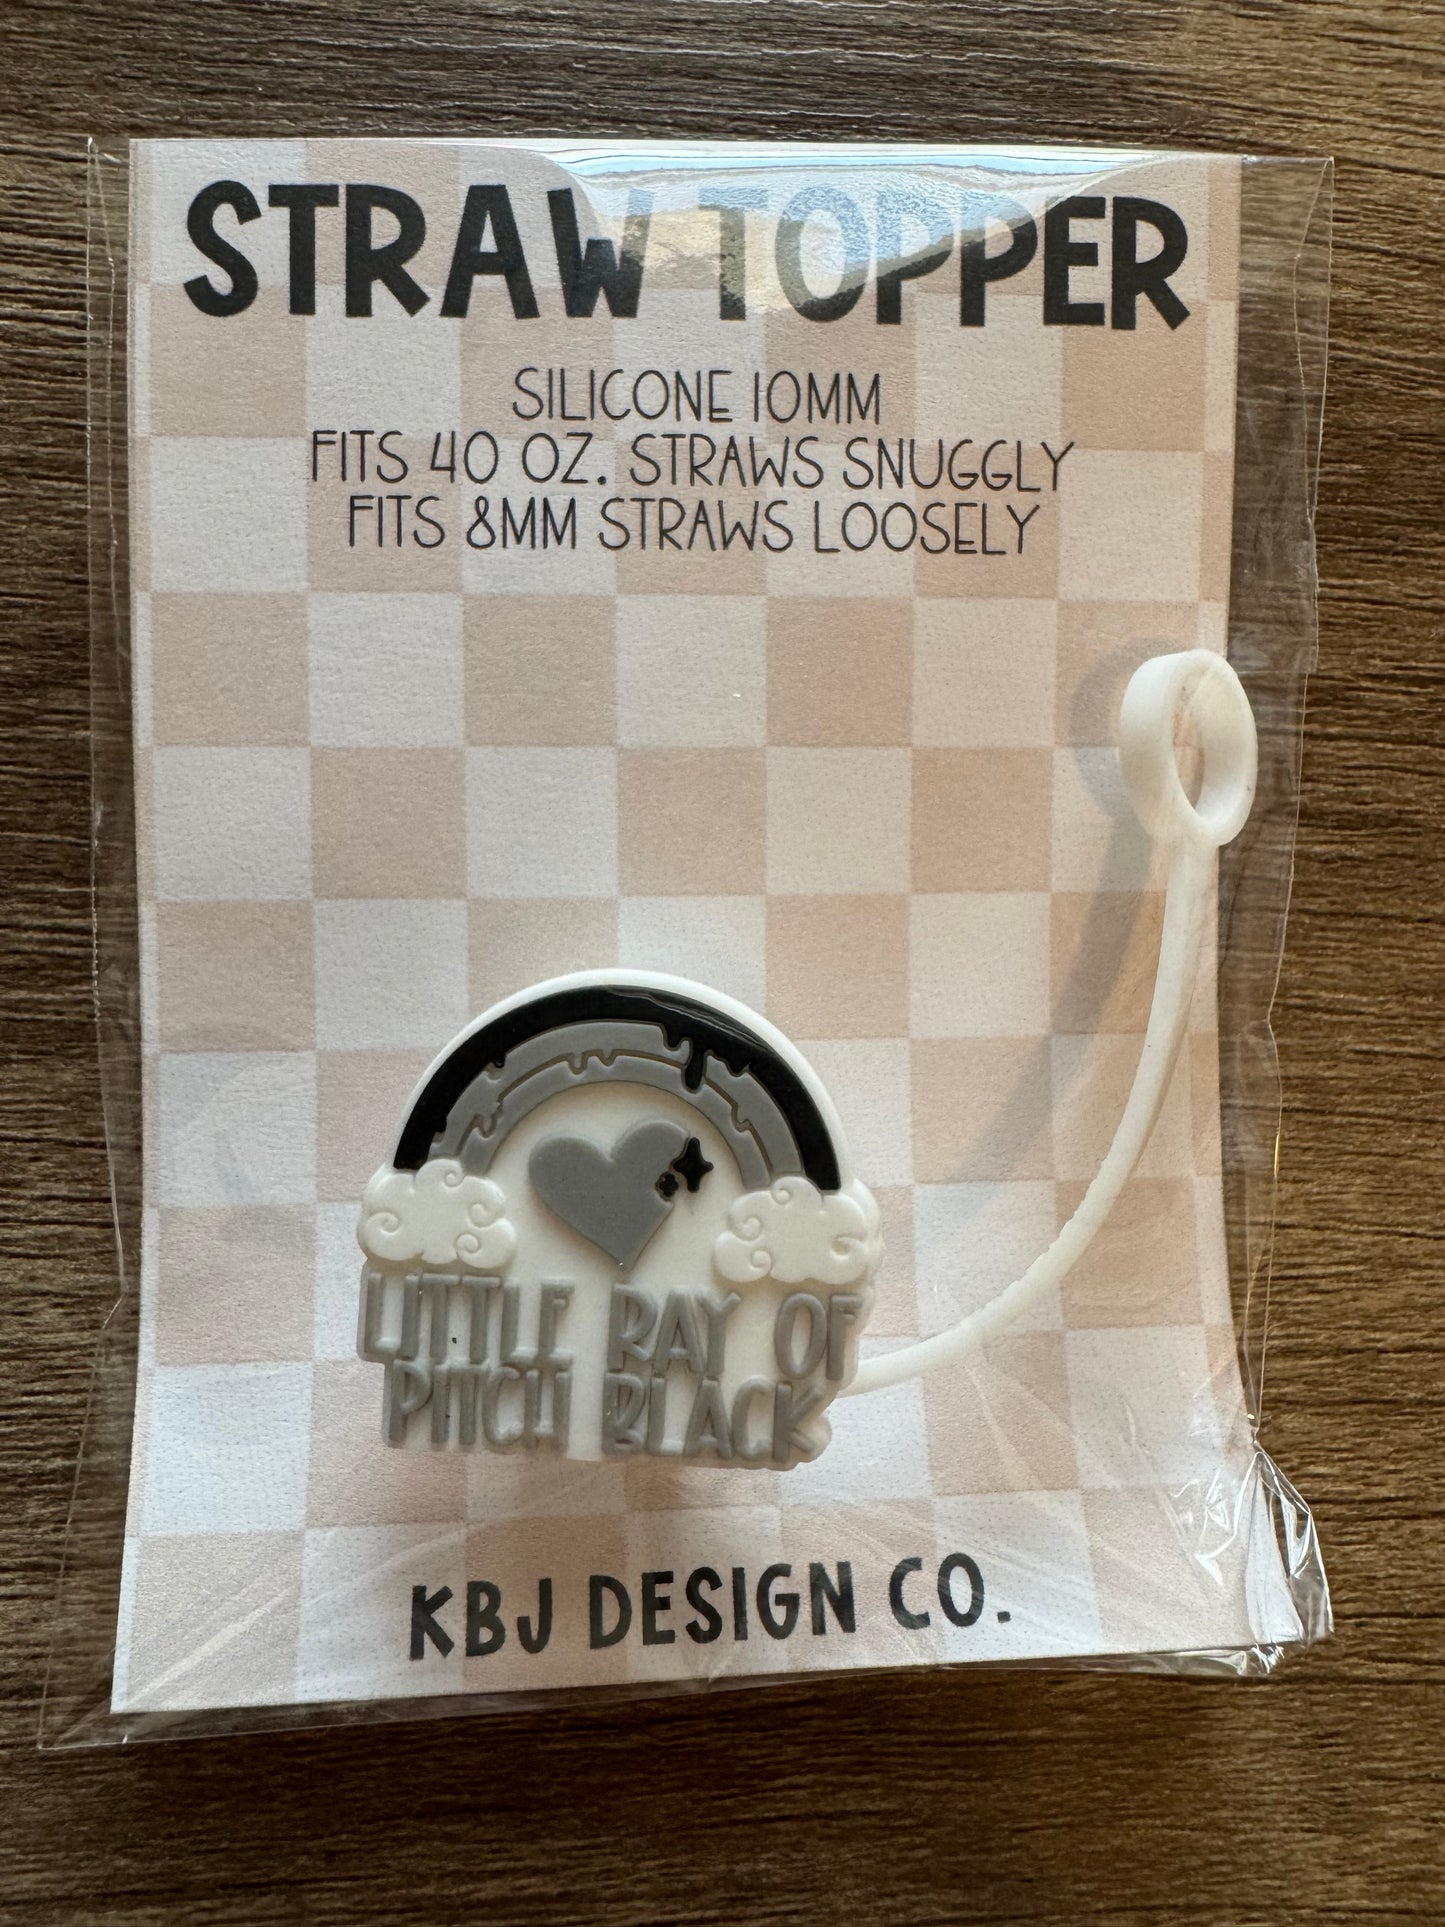 STRAW TOPPER
SILICONE 10MM
FITS 40 OZ. STRAWS SNUGGLY
FITS 8MM STRAWS LOOSELY
LITTLE RAY OF
PITCH BLACK
KBJ DESIGN CO.